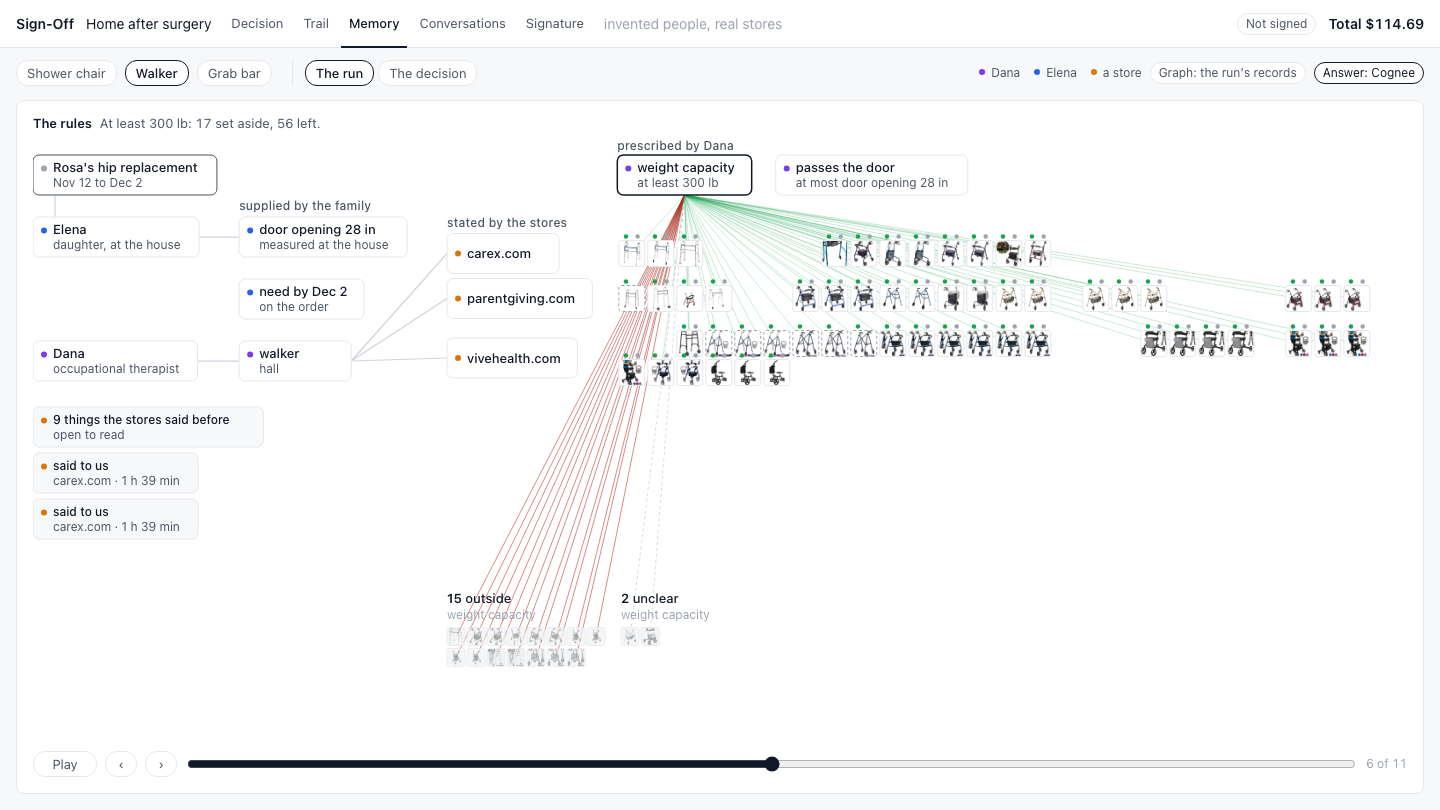 Sign-Off Home after surgery Decision Trail Memory Conversations Signature invented people, real stores Not signed Total $114.69
Shower chair Walker Grab bar The run The decision Dana Elena a store Graph: the run's records Answer: Cognee
The rules At least 300 lb: 17 set aside, 56 left.
prescribed by Dana
Rosa's hip replacement
Nov 12 to Dec 2
weight capacity
at least 300 lb
passes the door
at most door opening 28 in
supplied by the family
Elena
daughter, at the house
door opening 28 in
measured at the house
stated by the stores
carex.com
need by Dec 2
on the order
parentgiving.com
Dana
occupational therapist
walker
hall
vivehealth.com
9 things the stores said before
open to read
said to us
carex.com · 1 h 39 min
said to us
carex.com · 1 h 39 min
15 outside
weight capacity
2 unclear
weight capacity
Play ‹ › 6 of 11